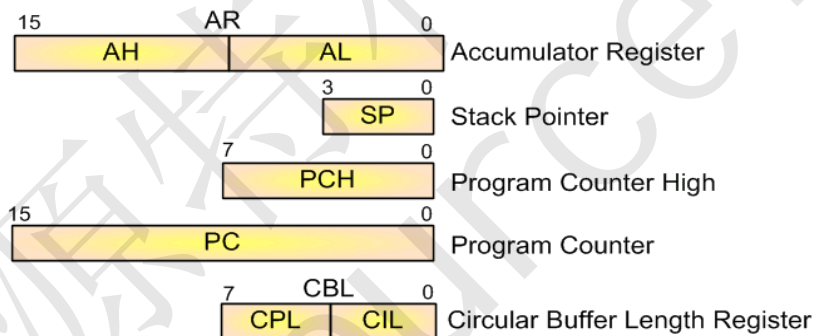 15 AR 0
AH AL Accumulator Register
3 0
SP Stack Pointer
7 0
PCH Program Counter High
15 0
PC Program Counter
7 CBL 0
CPL CIL Circular Buffer Length Register